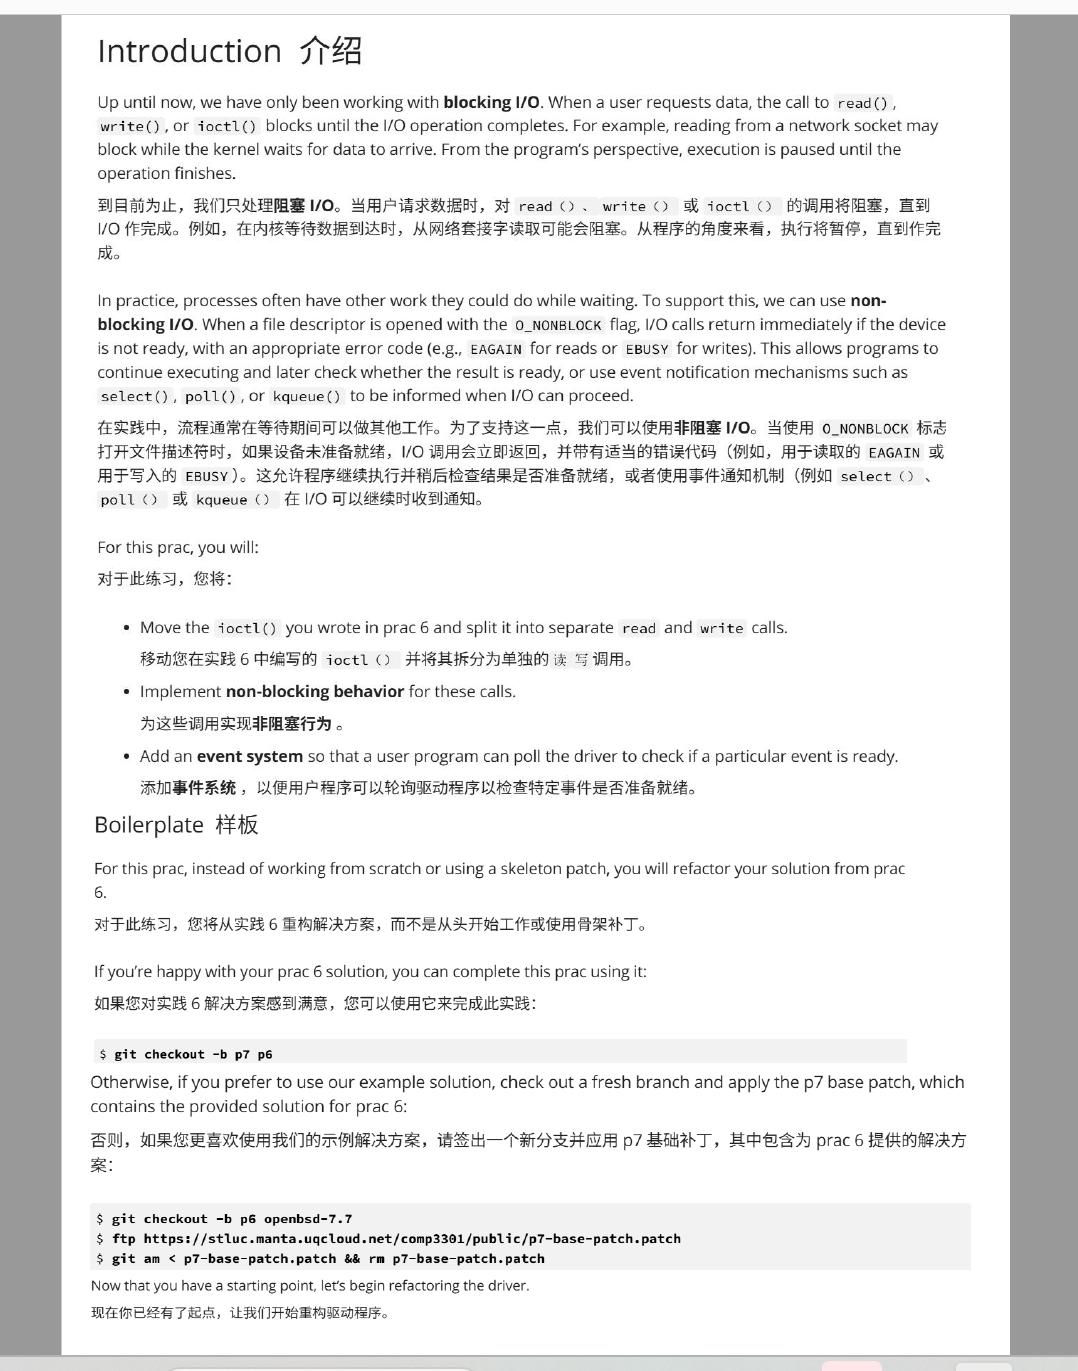 Introduction 介绍
Up until now, we have only been working with blocking I/O. When a user requests data, the call to read(),
write(), or ioctl() blocks until the I/O operation completes. For example, reading from a network socket may
block while the kernel waits for data to arrive. From the program's perspective, execution is paused until the
operation finishes.
到目前为止，我们只处理阻塞 I/O。当用户请求数据时，对 read（）、 write（） 或 ioctl（） 的调用将阻塞，直到
I/O 作完成。例如，在内核等待数据到达时，从网络套接字读取可能会阻塞。从程序的角度来看，执行将暂停，直到作完
成。
In practice, processes often have other work they could do while waiting. To support this, we can use non-
blocking I/O. When a file descriptor is opened with the O_NONBLOCK flag, I/O calls return immediately if the device
is not ready, with an appropriate error code (e.g., EAGAIN for reads or EBUSY for writes). This allows programs to
continue executing and later check whether the result is ready, or use event notification mechanisms such as
select(), poll(), or kqueue() to be informed when I/O can proceed.
在实践中，流程通常在等待期间可以做其他工作。为了支持这一点，我们可以使用非阻塞 I/O。当使用 O_NONBLOCK 标志
打开文件描述符时，如果设备未准备就绪，I/O 调用会立即返回，并带有适当的错误代码（例如，用于读取的 EAGAIN 或
用于写入的 EBUSY）。这允许程序继续执行并稍后检查结果是否准备就绪，或者使用事件通知机制（例如 select（）、
poll（） 或 kqueue（） 在 I/O 可以继续时收到通知。
For this prac, you will:
对于此练习，您将：
• Move the ioctl() you wrote in prac 6 and split it into separate read and write calls.
移动您在实践 6 中编写的 ioctl（） 并将其拆分为单独的 读 写 调用。
• Implement non-blocking behavior for these calls.
为这些调用实现非阻塞行为 。
• Add an event system so that a user program can poll the driver to check if a particular event is ready.
添加事件系统 ，以便用户程序可以轮询驱动程序以检查特定事件是否准备就绪。
Boilerplate 样板
For this prac, instead of working from scratch or using a skeleton patch, you will refactor your solution from prac
6.
对于此练习，您将从实践 6 重构解决方案，而不是从头开始工作或使用骨架补丁。
If you're happy with your prac 6 solution, you can complete this prac using it:
如果您对实践 6 解决方案感到满意，您可以使用它来完成此实践：
$ git checkout -b p7 p6
Otherwise, if you prefer to use our example solution, check out a fresh branch and apply the p7 base patch, which
contains the provided solution for prac 6:
否则，如果您更喜欢使用我们的示例解决方案，请签出一个新分支并应用 p7 基础补丁，其中包含为 prac 6 提供的解决方
案：
$ git checkout -b p6 openbsd-7.7
$ ftp https://stluc.manta.uqcloud.net/comp3301/public/p7-base-patch.patch
$ git am < p7-base-patch.patch && rm p7-base-patch.patch
Now that you have a starting point, let's begin refactoring the driver.
现在你已经有了起点，让我们开始重构驱动程序。